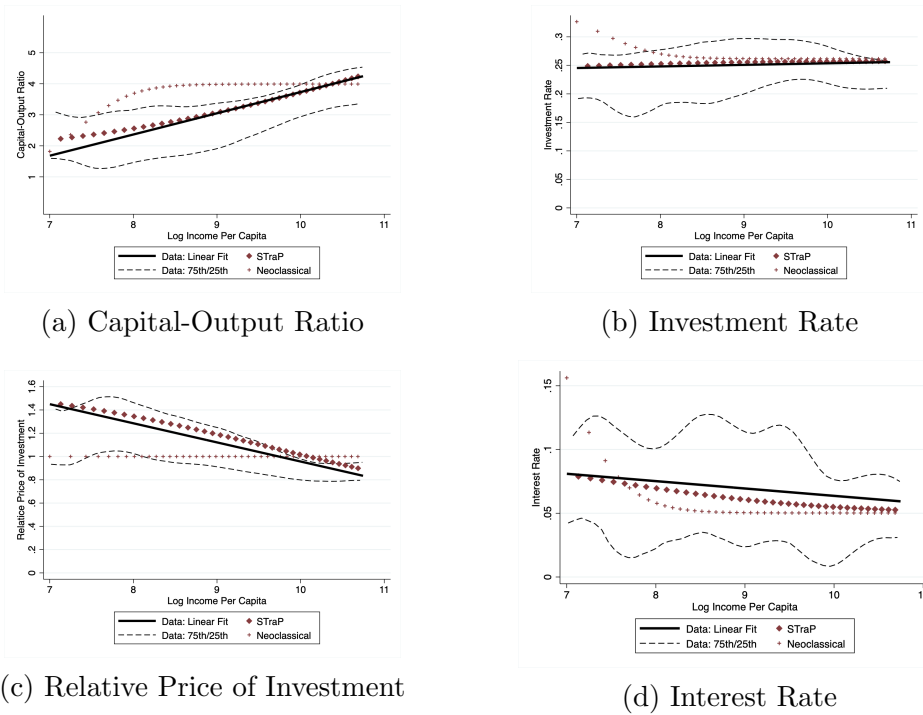 Capital-Output Ratio
5
4
3
2
1
7 8 9 10 11
Log Income Per Capita
Data: Linear Fit STraP
Data: 75th/25th Neoclassical
(a) Capital-Output Ratio
Investment Rate
.3
.25
.2
.15
.1
.05
0
7 8 9 10 11
Log Income Per Capita
Data: Linear Fit STraP
Data: 75th/25th Neoclassical
(b) Investment Rate
Relatice Price of Investment
1.6
1.4
1.2
1
.8
.6
.4
.2
0
7 8 9 10 11
Log Income Per Capita
Data: Linear Fit STraP
Data: 75th/25th Neoclassical
(c) Relative Price of Investment
Interest Rate
.15
.1
.05
0
7 8 9 10
Log Income Per Capita
Data: Linear Fit STraP
Data: 75th/25th Neoclassical
(d) Interest Rate